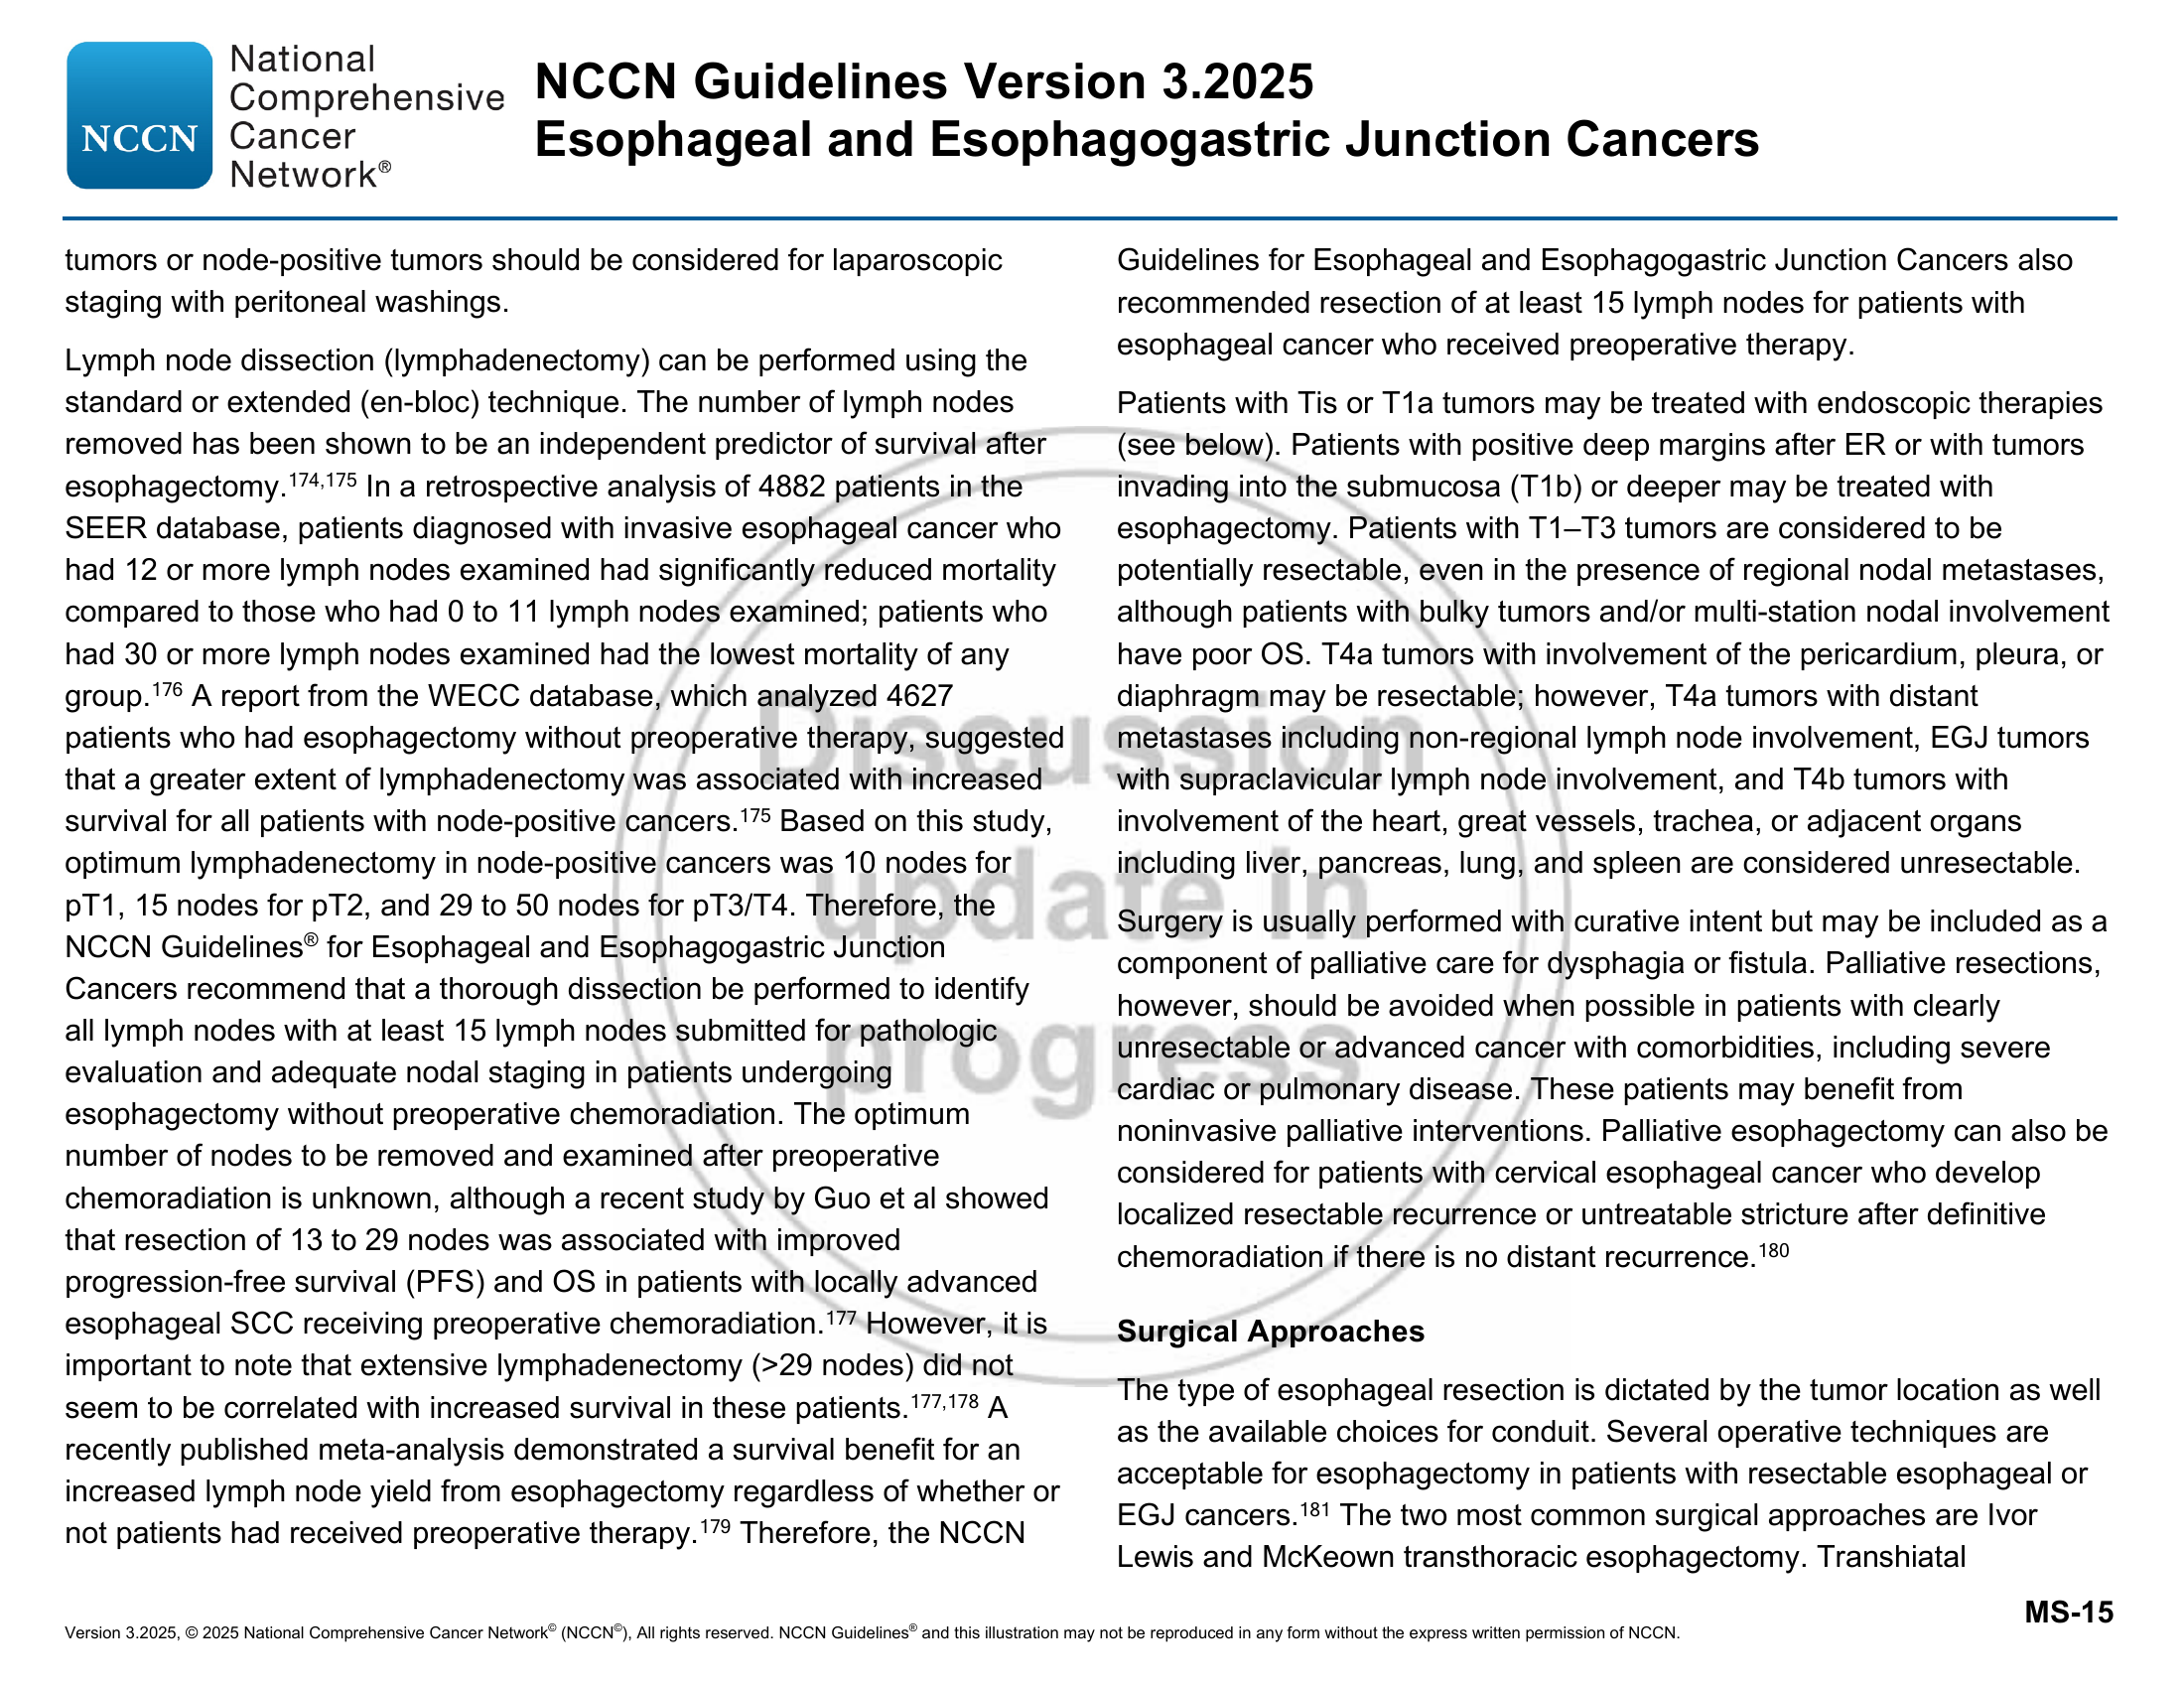 NCCN
National
Comprehensive
Cancer
Network®
NCCN Guidelines Version 3.2025
Esophageal and Esophagogastric Junction Cancers
tumors or node-positive tumors should be considered for laparoscopic
staging with peritoneal washings.
Lymph node dissection (lymphadenectomy) can be performed using the
standard or extended (en-bloc) technique. The number of lymph nodes
removed has been shown to be an independent predictor of survival after
esophagectomy.174,175 In a retrospective analysis of 4882 patients in the
SEER database, patients diagnosed with invasive esophageal cancer who
had 12 or more lymph nodes examined had significantly reduced mortality
compared to those who had 0 to 11 lymph nodes examined; patients who
had 30 or more lymph nodes examined had the lowest mortality of any
group.176 A report from the WECC database, which analyzed 4627
patients who had esophagectomy without preoperative therapy, suggested
that a greater extent of lymphadenectomy was associated with increased
survival for all patients with node-positive cancers.175 Based on this study,
optimum lymphadenectomy in node-positive cancers was 10 nodes for
pT1, 15 nodes for pT2, and 29 to 50 nodes for pT3/T4. Therefore, the
NCCN Guidelines® for Esophageal and Esophagogastric Junction
Cancers recommend that a thorough dissection be performed to identify
all lymph nodes with at least 15 lymph nodes submitted for pathologic
evaluation and adequate nodal staging in patients undergoing
esophagectomy without preoperative chemoradiation. The optimum
number of nodes to be removed and examined after preoperative
chemoradiation is unknown, although a recent study by Guo et al showed
that resection of 13 to 29 nodes was associated with improved
progression-free survival (PFS) and OS in patients with locally advanced
esophageal SCC receiving preoperative chemoradiation.177 However, it is
important to note that extensive lymphadenectomy (>29 nodes) did not
seem to be correlated with increased survival in these patients.177,178 A
recently published meta-analysis demonstrated a survival benefit for an
increased lymph node yield from esophagectomy regardless of whether or
not patients had received preoperative therapy.179 Therefore, the NCCN
Guidelines for Esophageal and Esophagogastric Junction Cancers also
recommended resection of at least 15 lymph nodes for patients with
esophageal cancer who received preoperative therapy.
Patients with Tis or T1a tumors may be treated with endoscopic therapies
(see below). Patients with positive deep margins after ER or with tumors
invading into the submucosa (T1b) or deeper may be treated with
esophagectomy. Patients with T1–T3 tumors are considered to be
potentially resectable, even in the presence of regional nodal metastases,
although patients with bulky tumors and/or multi-station nodal involvement
have poor OS. T4a tumors with involvement of the pericardium, pleura, or
diaphragm may be resectable; however, T4a tumors with distant
metastases including non-regional lymph node involvement, EGJ tumors
with supraclavicular lymph node involvement, and T4b tumors with
involvement of the heart, great vessels, trachea, or adjacent organs
including liver, pancreas, lung, and spleen are considered unresectable.
Surgery is usually performed with curative intent but may be included as a
component of palliative care for dysphagia or fistula. Palliative resections,
however, should be avoided when possible in patients with clearly
unresectable or advanced cancer with comorbidities, including severe
cardiac or pulmonary disease. These patients may benefit from
noninvasive palliative interventions. Palliative esophagectomy can also be
considered for patients with cervical esophageal cancer who develop
localized resectable recurrence or untreatable stricture after definitive
chemoradiation if there is no distant recurrence.180
Surgical Approaches
The type of esophageal resection is dictated by the tumor location as well
as the available choices for conduit. Several operative techniques are
acceptable for esophagectomy in patients with resectable esophageal or
EGJ cancers.181 The two most common surgical approaches are Ivor
Lewis and McKeown transthoracic esophagectomy. Transhiatal
Discussion
update in
progress
MS-15
Version 3.2025, © 2025 National Comprehensive Cancer Network© (NCCN©), All rights reserved. NCCN Guidelines® and this illustration may not be reproduced in any form without the express written permission of NCCN.